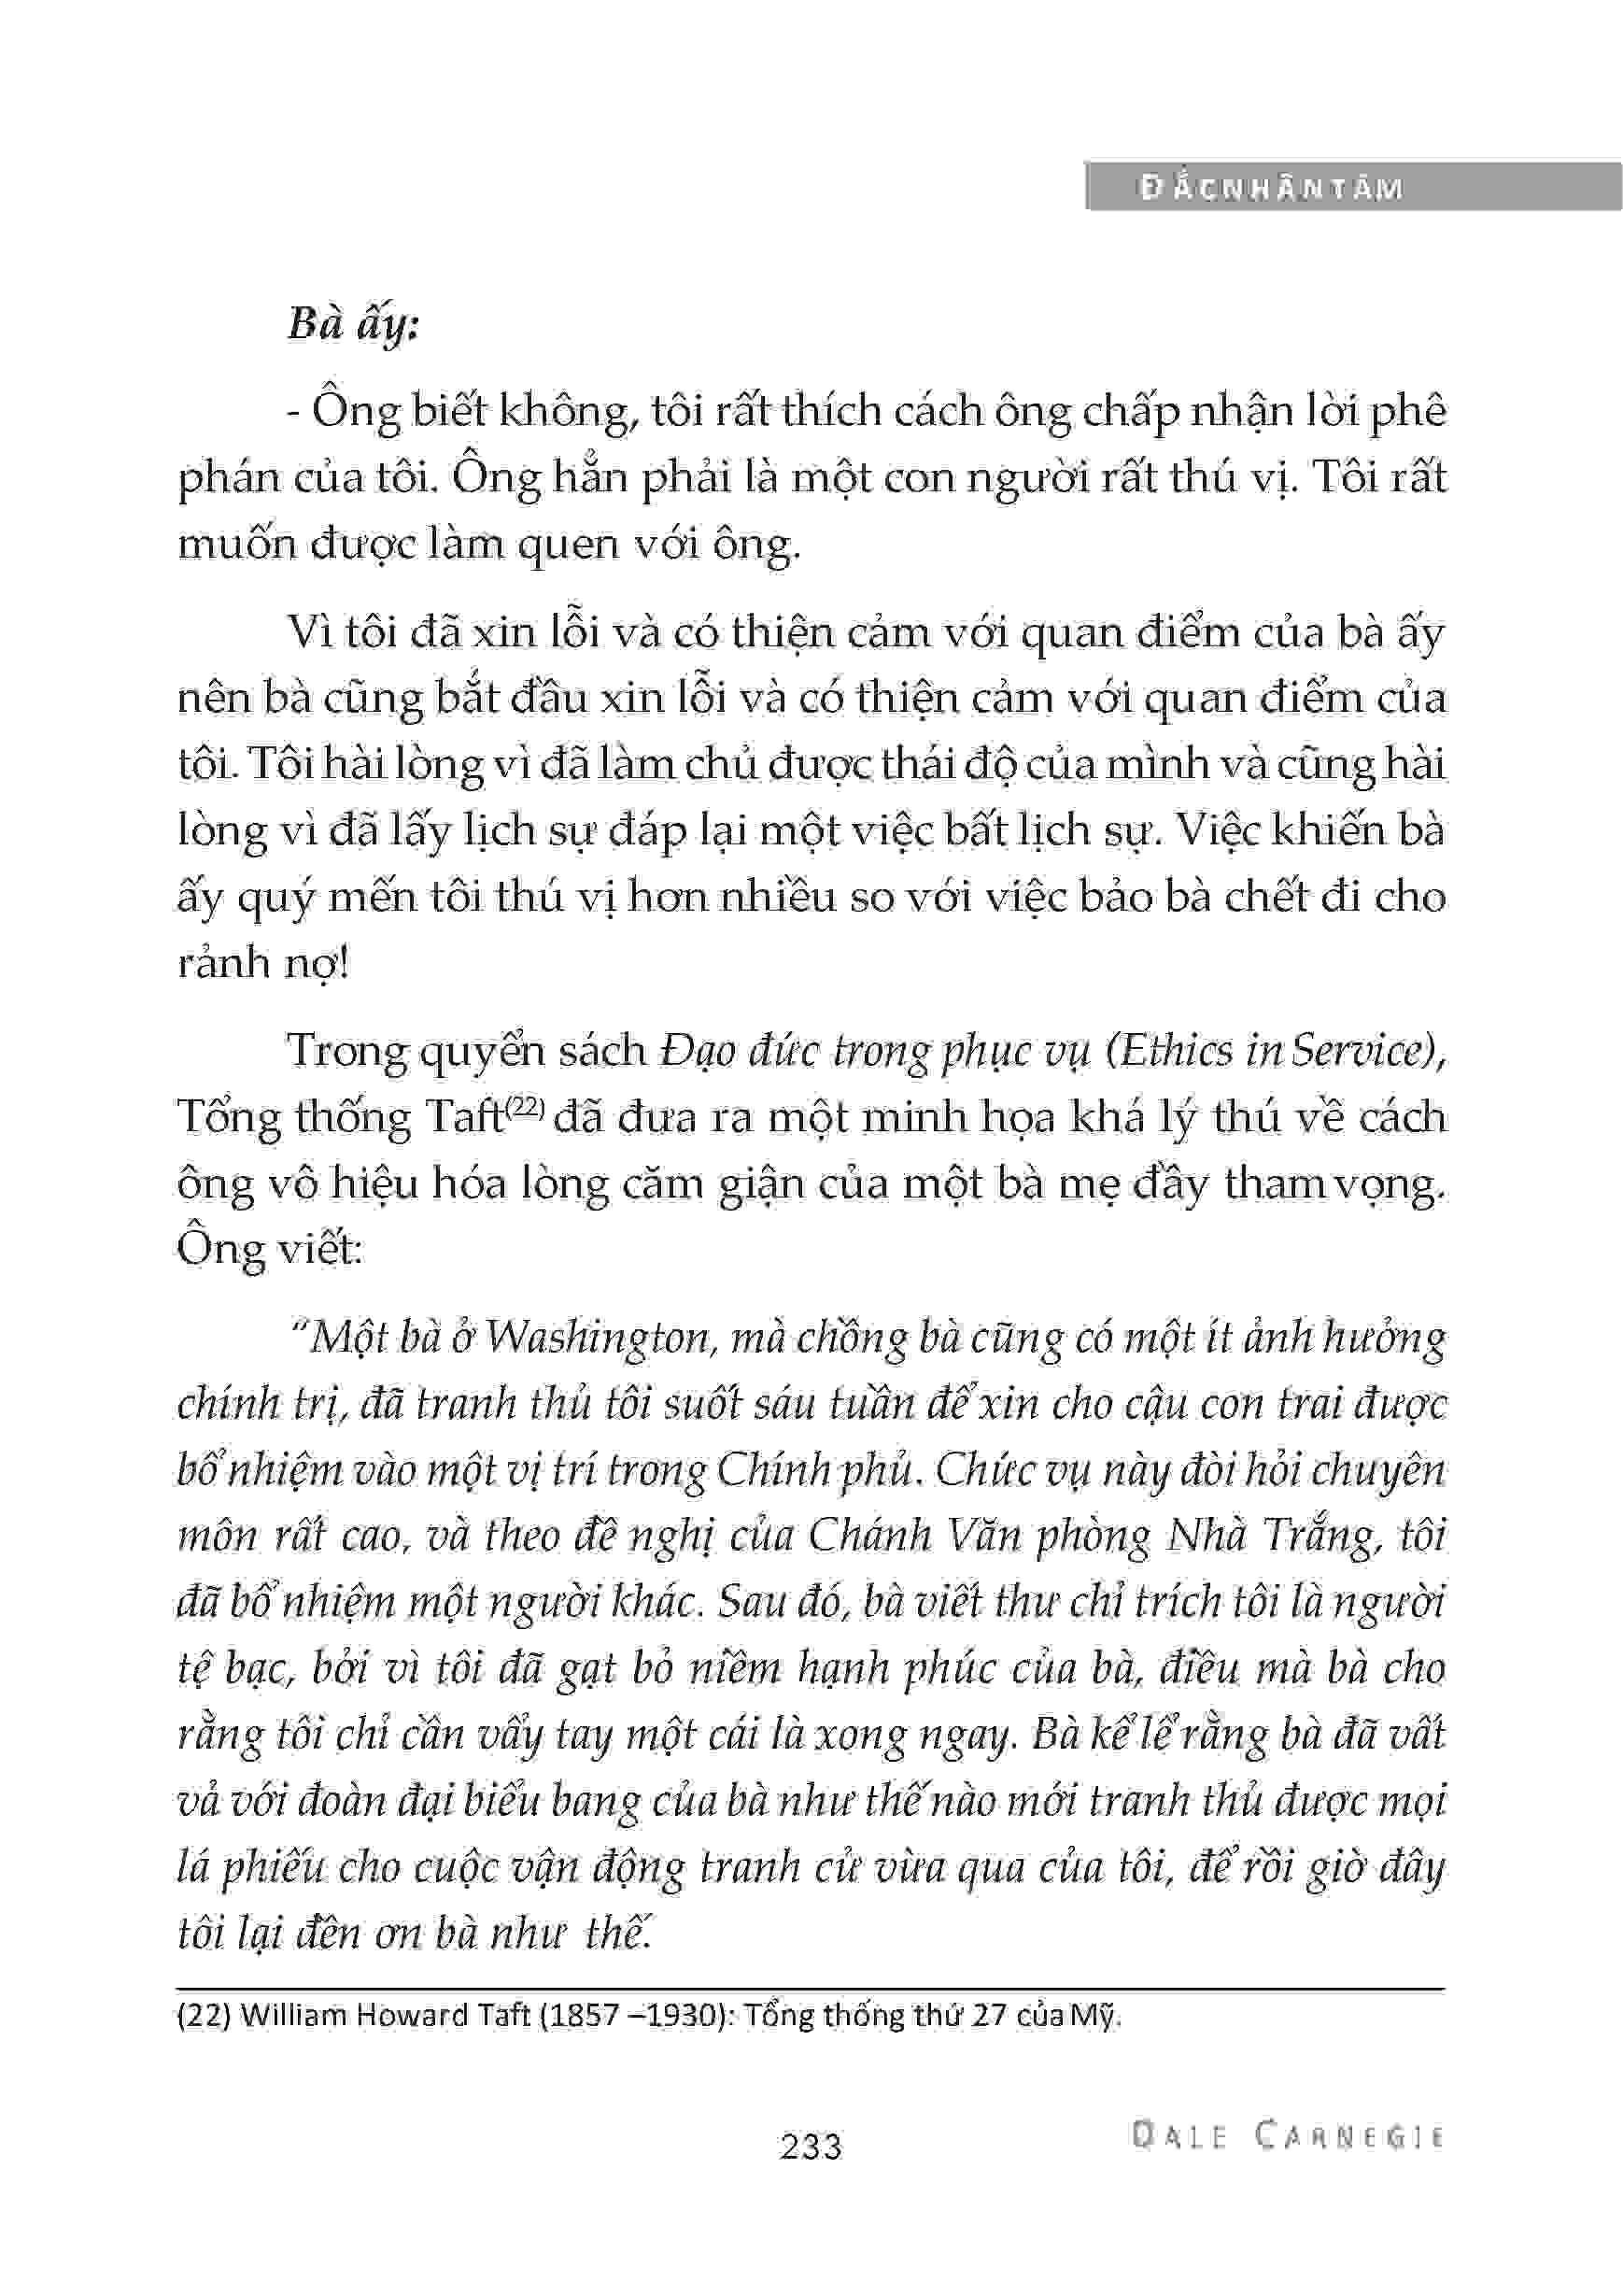 ĐẮCNHÂNTÂM
Bà ấy:
- Ông biết không, tôi rất thích cách ông chấp nhận lời phê
phán của tôi. Ông hẳn phải là một con người rất thú vị. Tôi rất
muốn được làm quen với ông.
Vì tôi đã xin lỗi và có thiện cảm với quan điểm của bà ấy
nên bà cũng bắt đầu xin lỗi và có thiện cảm với quan điểm của
tôi. Tôi hài lòng vì đã làm chủ được thái độ của mình và cũng hài
lòng vì đã lấy lịch sự đáp lại một việc bất lịch sự. Việc khiến bà
ấy quý mến tôi thú vị hơn nhiều so với việc bảo bà chết đi cho
rảnh nợ!
Trong quyển sách Đạo đức trong phục vụ (Ethics in Service),
Tổng thống Taft(22) đã đưa ra một minh họa khá lý thú về cách
ông vô hiệu hóa lòng căm giận của một bà mẹ đầy tham vọng.
Ông viết:
“Một bà ở Washington, mà chồng bà cũng có một ít ảnh hưởng
chính trị, đã tranh thủ tôi suốt sáu tuần để xin cho cậu con trai được
bổ nhiệm vào một vị trí trong Chính phủ. Chức vụ này đòi hỏi chuyên
môn rất cao, và theo đề nghị của Chánh Văn phòng Nhà Trắng, tôi
đã bổ nhiệm một người khác. Sau đó, bà viết thư chỉ trích tôi là người
tệ bạc, bởi vì tôi đã gạt bỏ niềm hạnh phúc của bà, điều mà bà cho
rằng tôi chỉ cần vẩy tay một cái là xong ngay. Bà kể lể rằng bà đã vất
vả với đoàn đại biểu bang của bà như thế nào mới tranh thủ được mọi
lá phiếu cho cuộc vận động tranh cử vừa qua của tôi, để rồi giờ đây
tôi lại đền ơn bà như thế.
(22) William Howard Taft (1857 –1930): Tổng thống thứ 27 của Mỹ.
233
DALE CARNEGIE